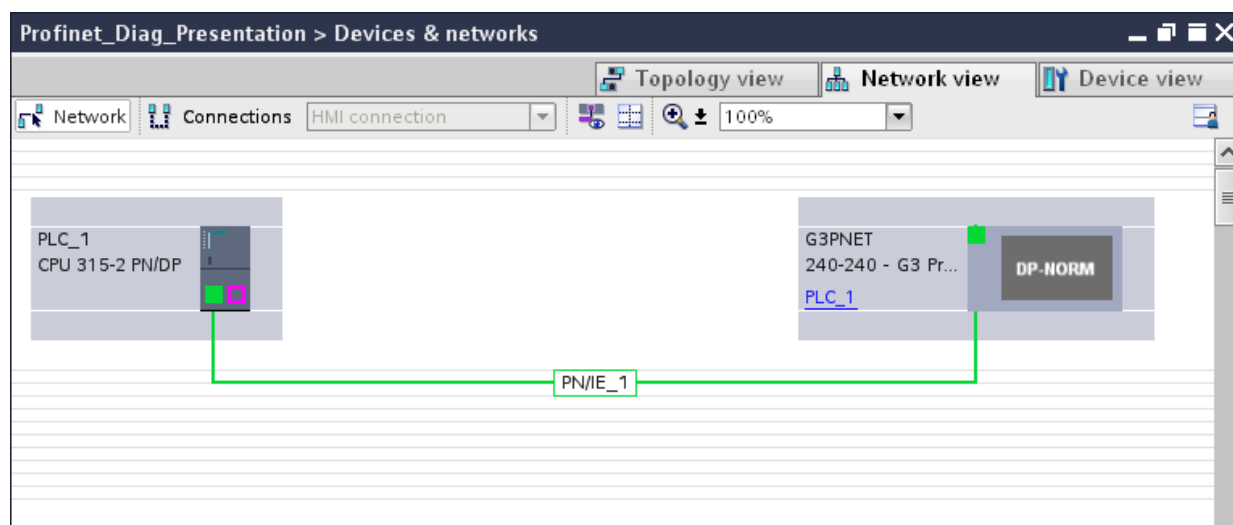 Profinet_Diag_Presentation > Devices & networks
Topology view Network view Device view
Network Connections HMI connection 100%
PLC_1
CPU 315-2 PN/DP
G3PNET
240-240 - G3 Pr...
PLC_1
DP-NORM
PN/IE_1